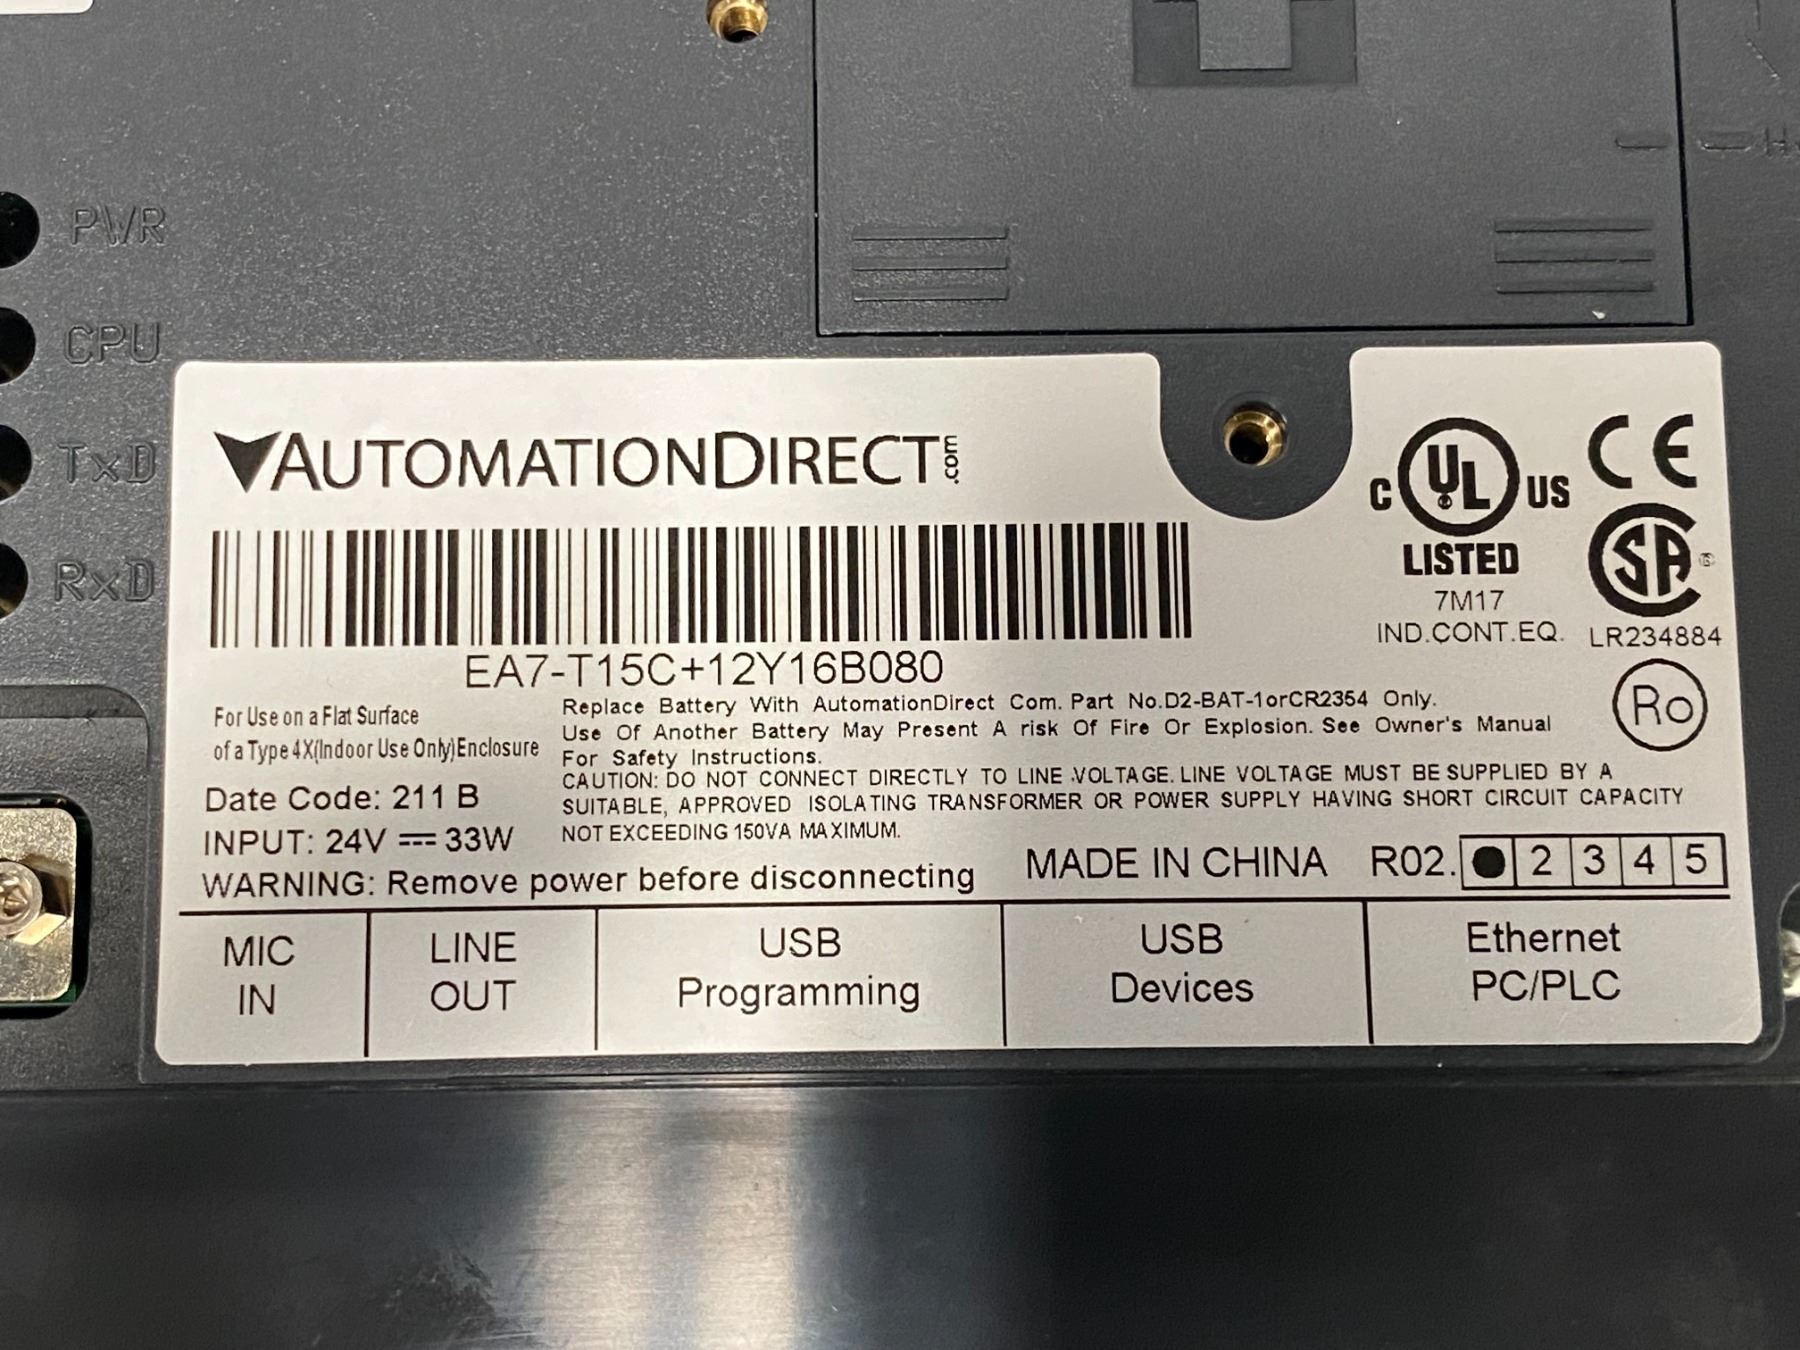 PWR
CPU
TxD
RxD
AUTOMATIONDIRECT.com
C UL US
LISTED
7M17
IND.CONT.EQ.
CE
SA
LR234884
Ro
EA7-T15C+12Y16B080
For Use on a Flat Surface
of a Type 4X(Indoor Use Only)Enclosure
Replace Battery With AutomationDirect Com. Part No.D2-BAT-1orCR2354 Only.
Use Of Another Battery May Present A risk Of Fire Or Explosion. See Owner's Manual
For Safety Instructions.
CAUTION: DO NOT CONNECT DIRECTLY TO LINE VOLTAGE. LINE VOLTAGE MUST BE SUPPLIED BY A
SUITABLE, APPROVED ISOLATING TRANSFORMER OR POWER SUPPLY HAVING SHORT CIRCUIT CAPACITY
NOT EXCEEDING 150VA MAXIMUM.
Date Code: 211 B
INPUT: 24V ⎓ 33W
WARNING: Remove power before disconnecting
MADE IN CHINA R02. ● 2 3 4 5
MIC
IN
LINE
OUT
USB
Programming
USB
Devices
Ethernet
PC/PLC